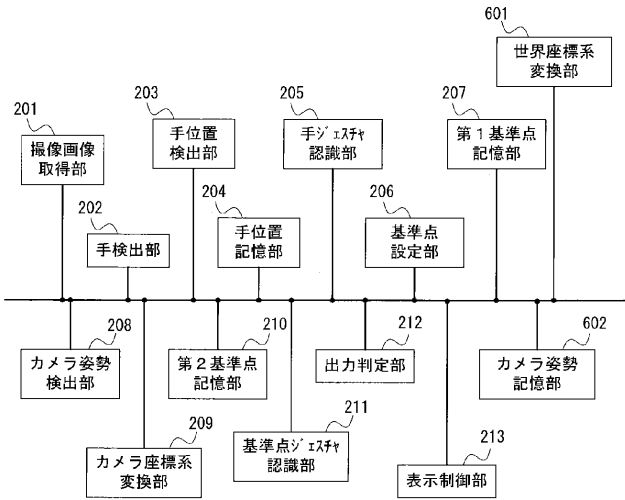 601
世界座標系
変換部
203
205
207
201
手位置
検出部
手ｼﾞｪｽﾁｬ
認識部
第１基準点
記憶部
撮像画像
取得部
204
206
202
手位置
記憶部
基準点
設定部
手検出部
208
210
212
602
カメラ姿勢
検出部
第２基準点
記憶部
出力判定部
カメラ姿勢
記憶部
209
211
213
カメラ座標系
変換部
基準点ｼﾞｪｽﾁｬ
認識部
表示制御部